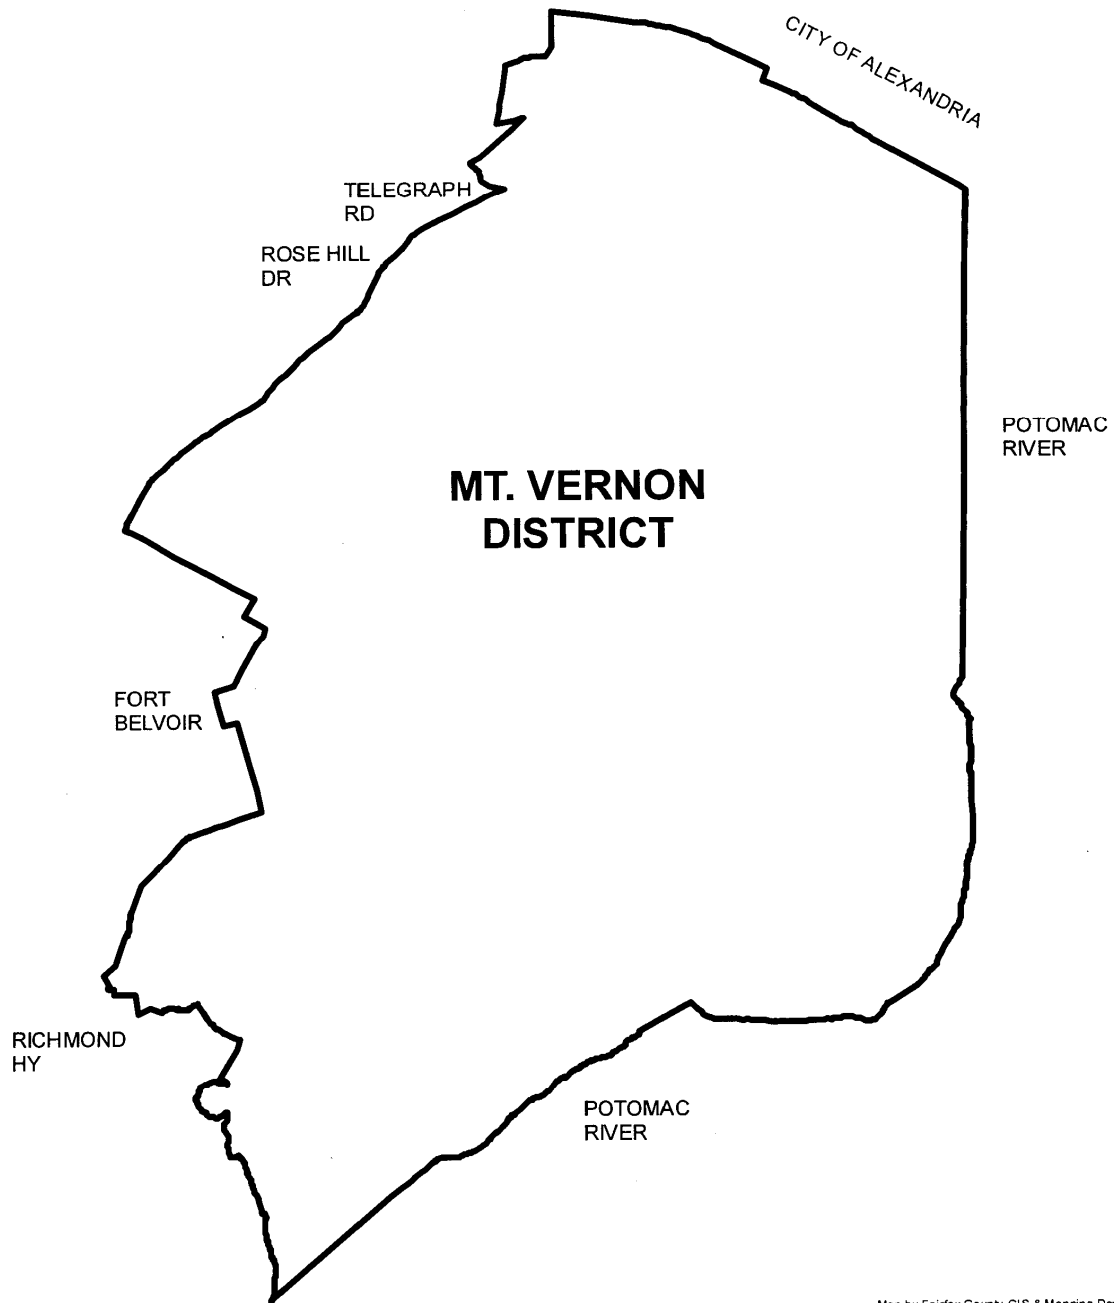 CITY OF ALEXANDRIA
TELEGRAPH
RD
ROSE HILL
DR
POTOMAC
RIVER
MT. VERNON
DISTRICT
FORT
BELVOIR
RICHMOND
HY
POTOMAC
RIVER